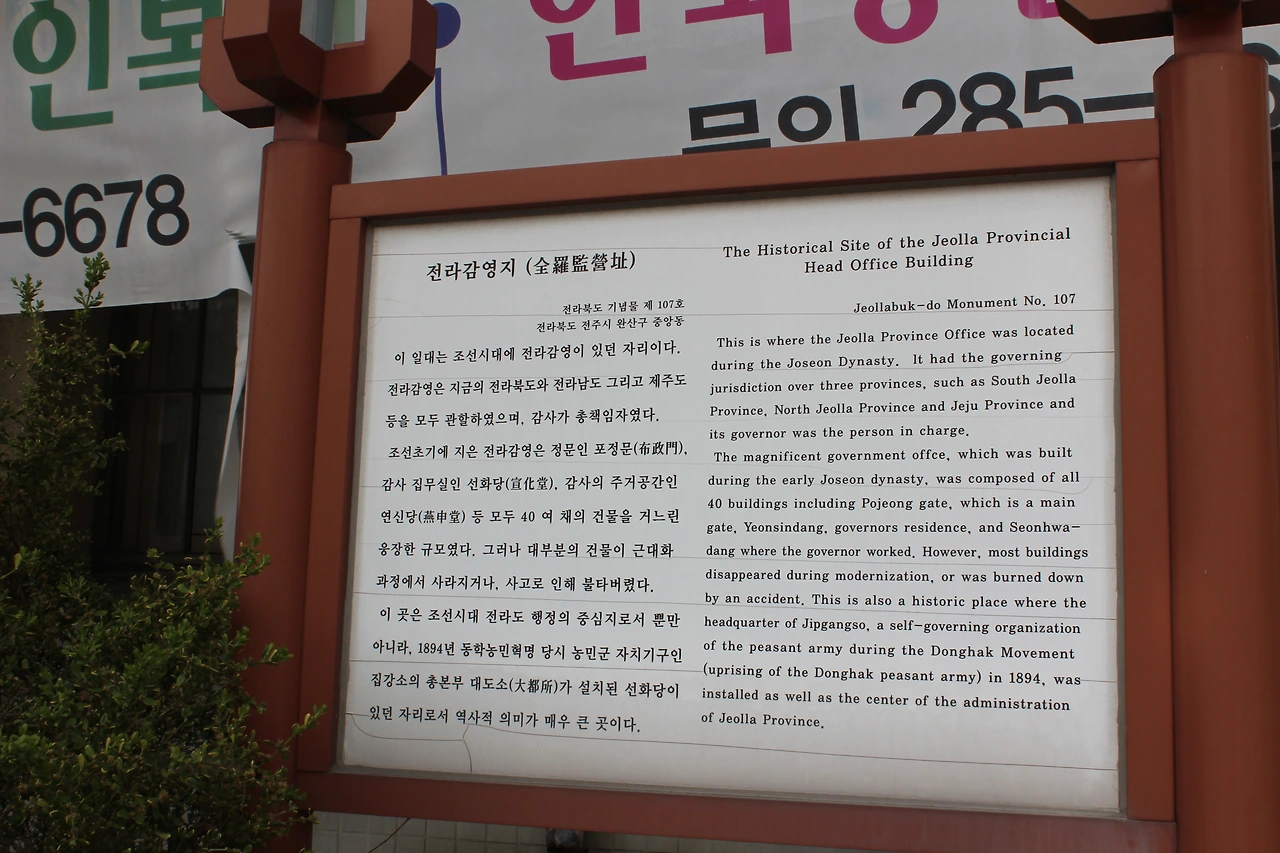 인복
-6678
문의 285-
전라감영지 (全羅監營址)
전라북도 기념물 제 107호
전라북도 전주시 완산구 중앙동
이 일대는 조선시대에 전라감영이 있던 자리이다.
전라감영은 지금의 전라북도와 전라남도 그리고 제주도
등을 모두 관할하였으며, 감사가 총책임자였다.
조선초기에 지은 전라감영은 정문인 포정문(布政門),
감사 집무실인 선화당(宣化堂), 감사의 주거공간인
연신당(燕申堂) 등 모두 40 여 채의 건물을 거느린
웅장한 규모였다. 그러나 대부분의 건물이 근대화
과정에서 사라지거나, 사고로 인해 불타버렸다.
이 곳은 조선시대 전라도 행정의 중심지로서 뿐만
아니라, 1894년 동학농민혁명 당시 농민군 자치기구인
집강소의 총본부 대도소(大都所)가 설치된 선화당이
있던 자리로서 역사적 의미가 매우 큰 곳이다.
The Historical Site of the Jeolla Provincial
Head Office Building
Jeollabuk-do Monument No. 107
This is where the Jeolla Province Office was located
during the Joseon Dynasty. It had the governing
jurisdiction over three provinces, such as South Jeolla
Province, North Jeolla Province and Jeju Province and
its governor was the person in charge.
The magnificent government offce, which was built
during the early Joseon dynasty, was composed of all
40 buildings including Pojeong gate, which is a main
gate, Yeonsindang, governors residence, and Seonhwa-
dang where the governor worked. However, most buildings
disappeared during modernization, or was burned down
by an accident. This is also a historic place where the
headquarter of Jipgangso, a self-governing organization
of the peasant army during the Donghak Movement
(uprising of the Donghak peasant army) in 1894, was
installed as well as the center of the administration
of Jeolla Province.